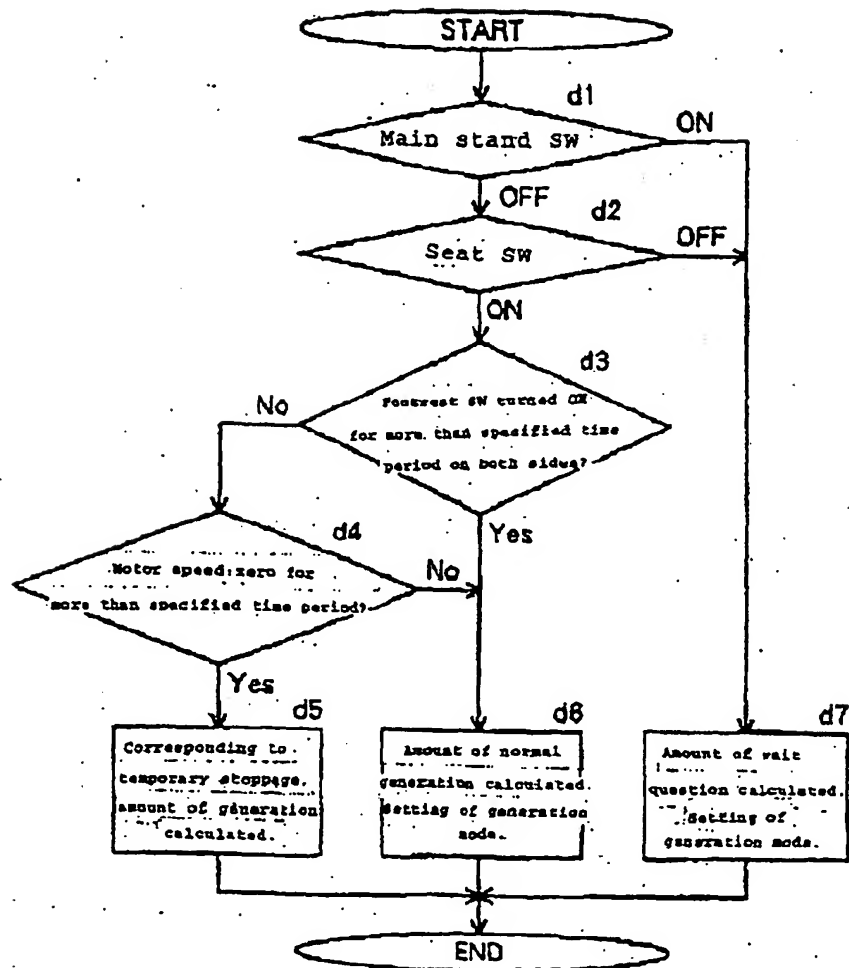 START
d1
Main stand SW
ON
OFF
d2
Seat SW
OFF
ON
d3
No
Footrest SW turned ON
for more than specified time
period on both sides?
Yes
d4
Motor speed:zero for
No
more than specified time period?
Yes
d5
d6
d7
Corresponding to
temporary stoppage.
amount of generation
calculated.
Amount of normal
generation calculated.
Setting of generation
mode.
Amount of wait
question calculated.
Setting of
generation mode.
END